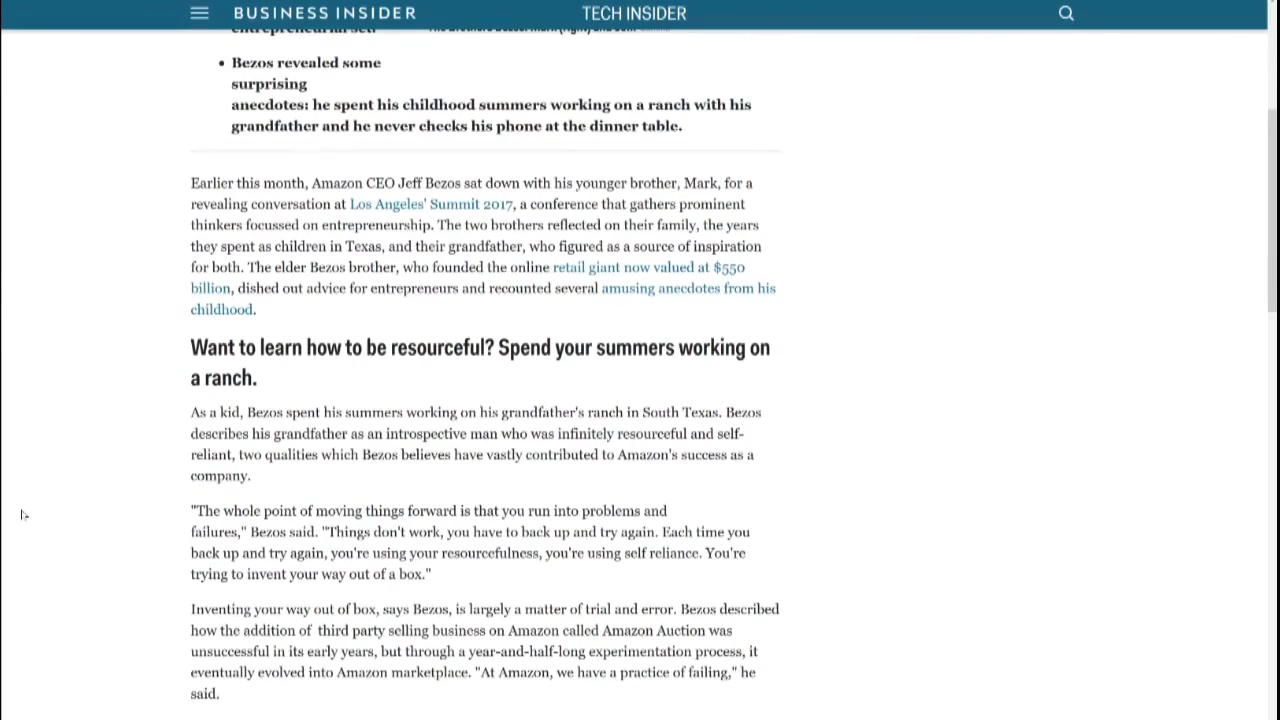 BUSINESS INSIDER
TECH INSIDER
entrepreneurial self
• Bezos revealed some
surprising
anecdotes: he spent his childhood summers working on a ranch with his
grandfather and he never checks his phone at the dinner table.
Earlier this month, Amazon CEO Jeff Bezos sat down with his younger brother, Mark, for a
revealing conversation at Los Angeles' Summit 2017, a conference that gathers prominent
thinkers focussed on entrepreneurship. The two brothers reflected on their family, the years
they spent as children in Texas, and their grandfather, who figured as a source of inspiration
for both. The elder Bezos brother, who founded the online retail giant now valued at $550
billion, dished out advice for entrepreneurs and recounted several amusing anecdotes from his
childhood.
Want to learn how to be resourceful? Spend your summers working on
a ranch.
As a kid, Bezos spent his summers working on his grandfather's ranch in South Texas. Bezos
describes his grandfather as an introspective man who was infinitely resourceful and self-
reliant, two qualities which Bezos believes have vastly contributed to Amazon's success as a
company.
"The whole point of moving things forward is that you run into problems and
failures," Bezos said. "Things don't work, you have to back up and try again. Each time you
back up and try again, you're using your resourcefulness, you're using self reliance. You're
trying to invent your way out of a box."
Inventing your way out of box, says Bezos, is largely a matter of trial and error. Bezos described
how the addition of third party selling business on Amazon called Amazon Auction was
unsuccessful in its early years, but through a year-and-half-long experimentation process, it
eventually evolved into Amazon marketplace. "At Amazon, we have a practice of failing," he
said.